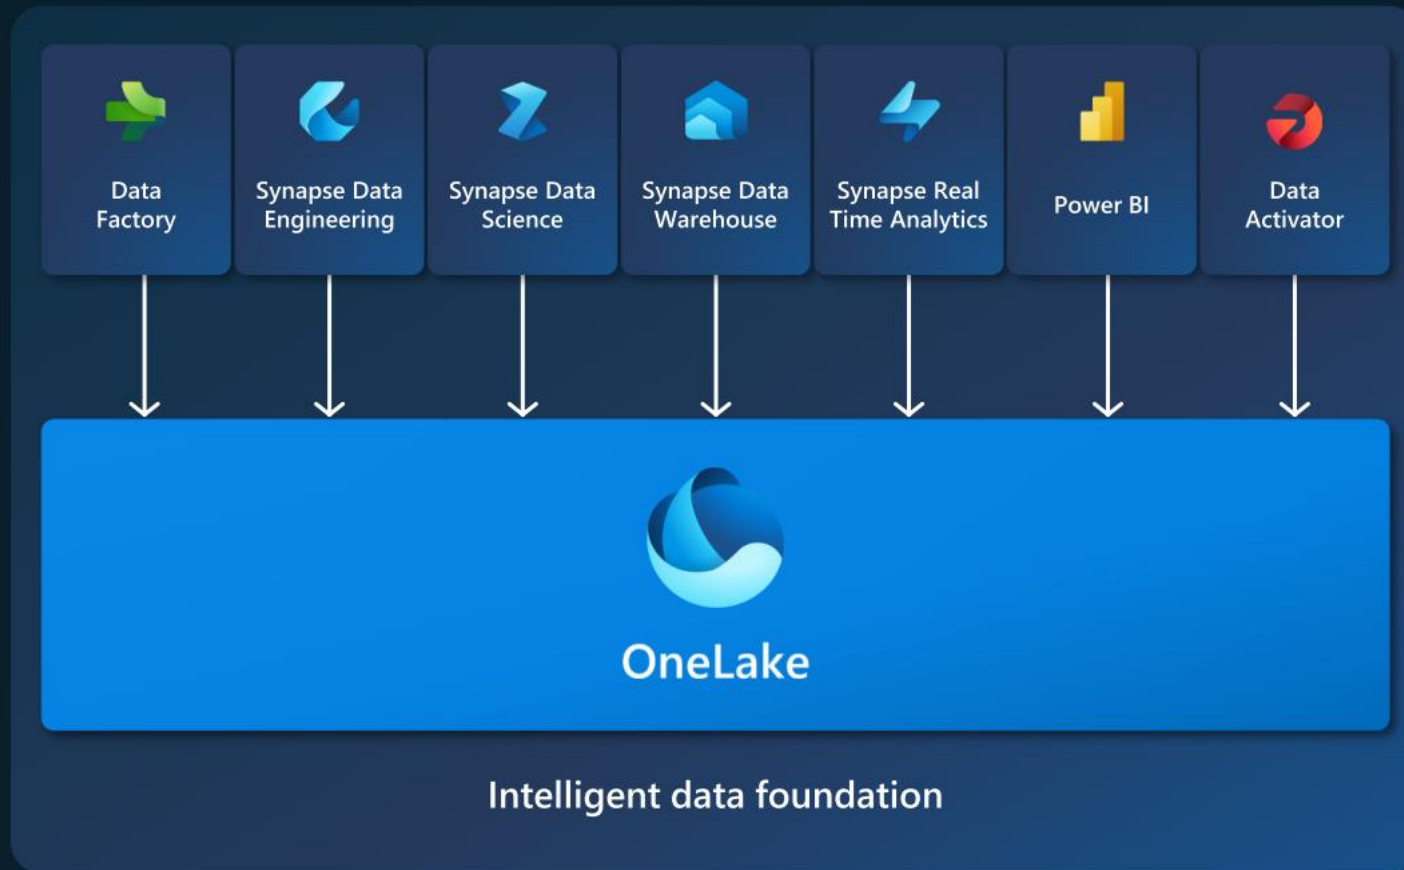 Data
Factory
Synapse Data
Engineering
Synapse Data
Science
Synapse Data
Warehouse
Synapse Real
Time Analytics
Power BI
Data
Activator
OneLake
Intelligent data foundation